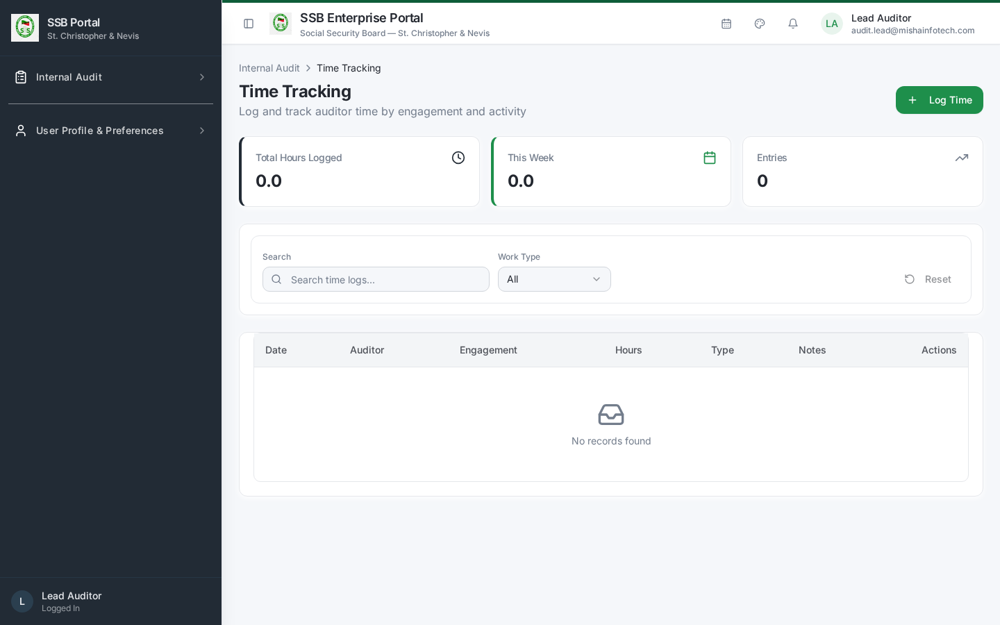 SSB Portal
St. Christopher & Nevis
Internal Audit
User Profile & Preferences
Lead Auditor
Logged In
L
SSB Enterprise Portal
Social Security Board — St. Christopher & Nevis
LA
Lead Auditor
audit.lead@mishainfotech.com
Internal Audit > Time Tracking
Time Tracking
Log and track auditor time by engagement and activity
Log Time
Total Hours Logged
0.0
This Week
0.0
Entries
0
Search
Work Type
Search time logs...
All
Reset
Date Auditor Engagement Hours Type Notes Actions
No records found